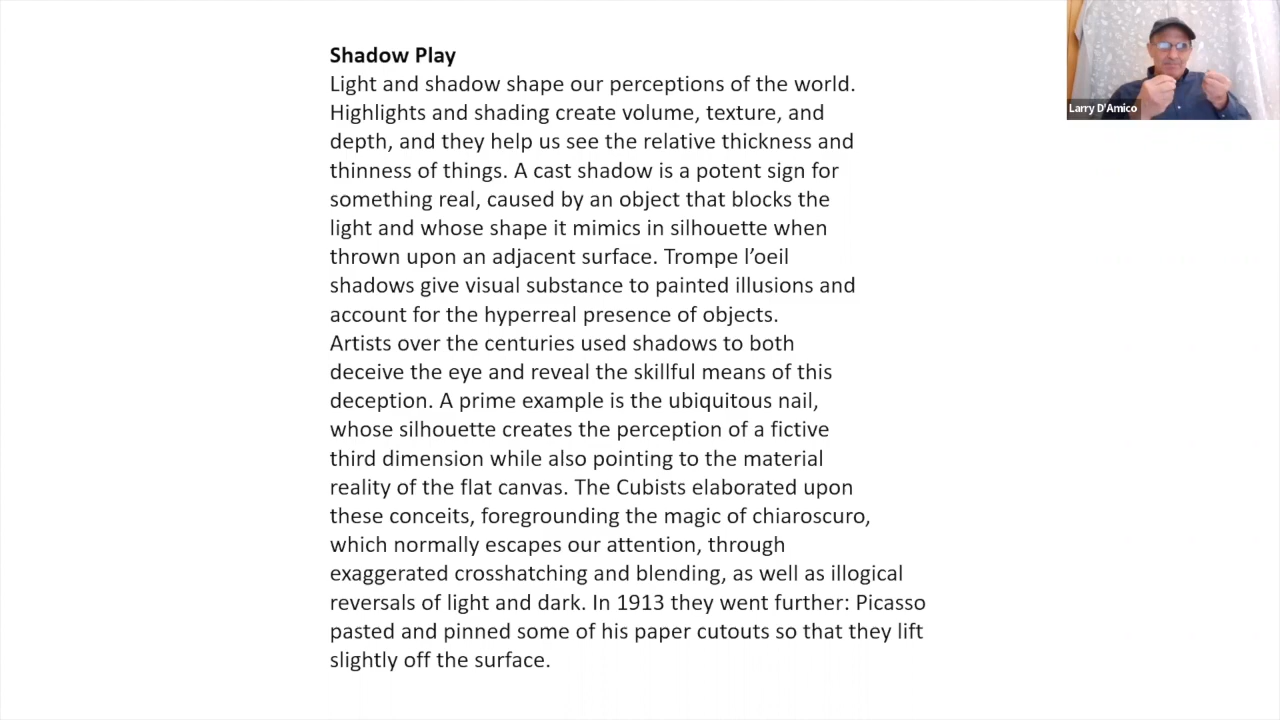 Shadow Play
Light and shadow shape our perceptions of the world.
Highlights and shading create volume, texture, and
depth, and they help us see the relative thickness and
thinness of things. A cast shadow is a potent sign for
something real, caused by an object that blocks the
light and whose shape it mimics in silhouette when
thrown upon an adjacent surface. Trompe l’oeil
shadows give visual substance to painted illusions and
account for the hyperreal presence of objects.
Artists over the centuries used shadows to both
deceive the eye and reveal the skillful means of this
deception. A prime example is the ubiquitous nail,
whose silhouette creates the perception of a fictive
third dimension while also pointing to the material
reality of the flat canvas. The Cubists elaborated upon
these conceits, foregrounding the magic of chiaroscuro,
which normally escapes our attention, through
exaggerated crosshatching and blending, as well as illogical
reversals of light and dark. In 1913 they went further: Picasso
pasted and pinned some of his paper cutouts so that they lift
slightly off the surface.
Larry D'Amico